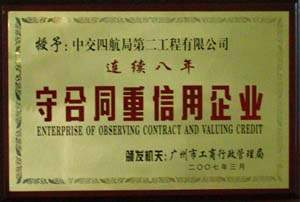 授予：中交四航局第二工程有限公司
连续八年
守合同重信用企业
ENTERPRISE OF OBSERVING CONTRACT AND VALUING CREDIT
颁发机关：广州市工商行政管理局
二〇〇七年三月